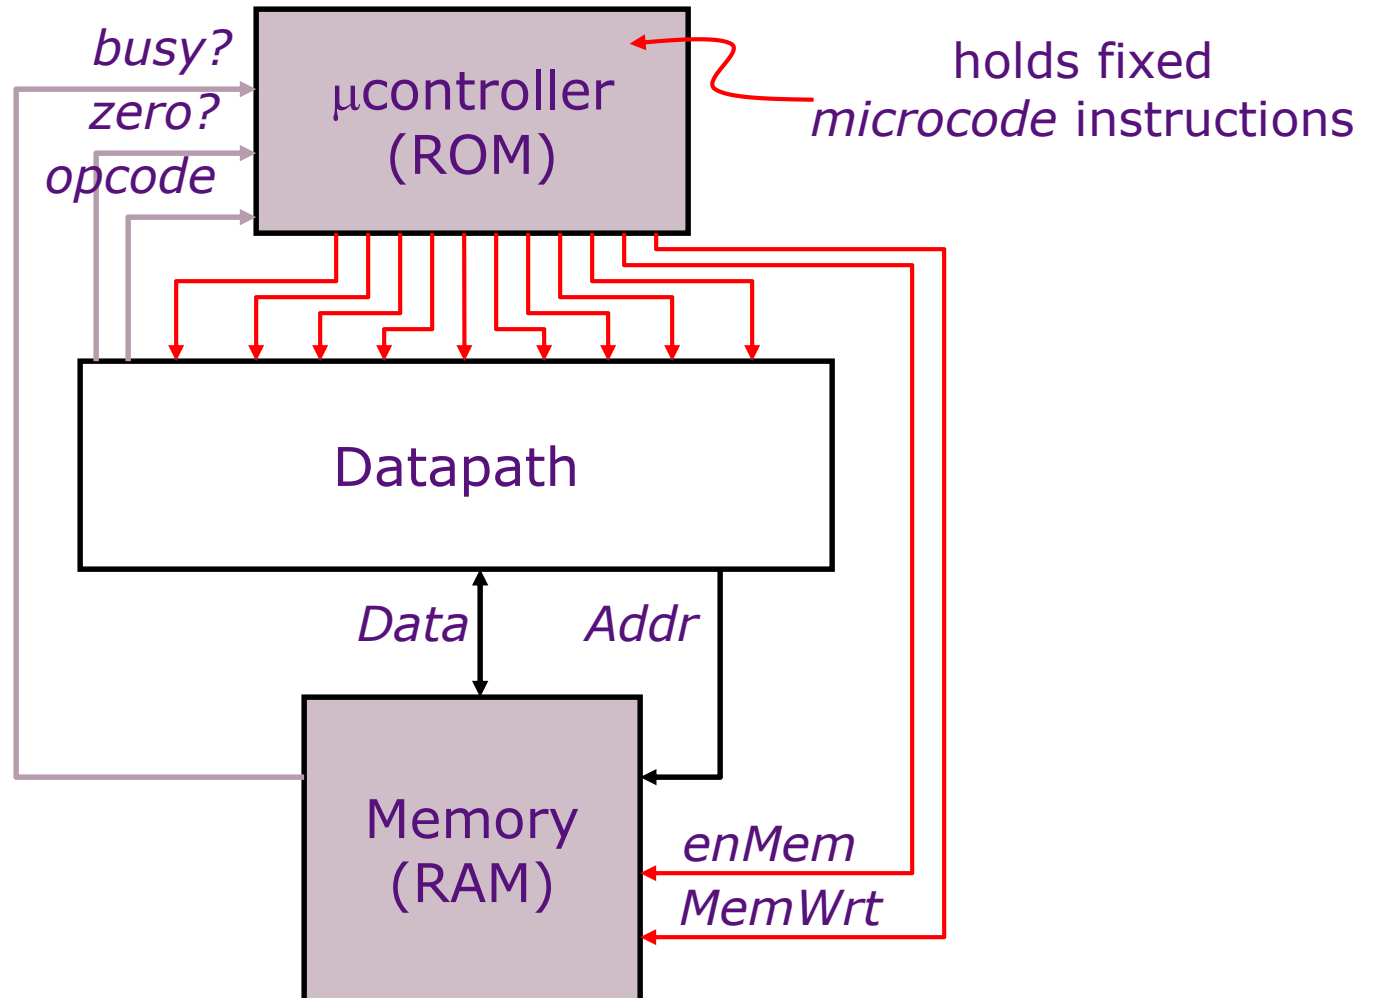 busy?
zero?
opcode
μcontroller
(ROM)
holds fixed
microcode instructions
Datapath
Data
Addr
Memory
(RAM)
enMem
MemWrt